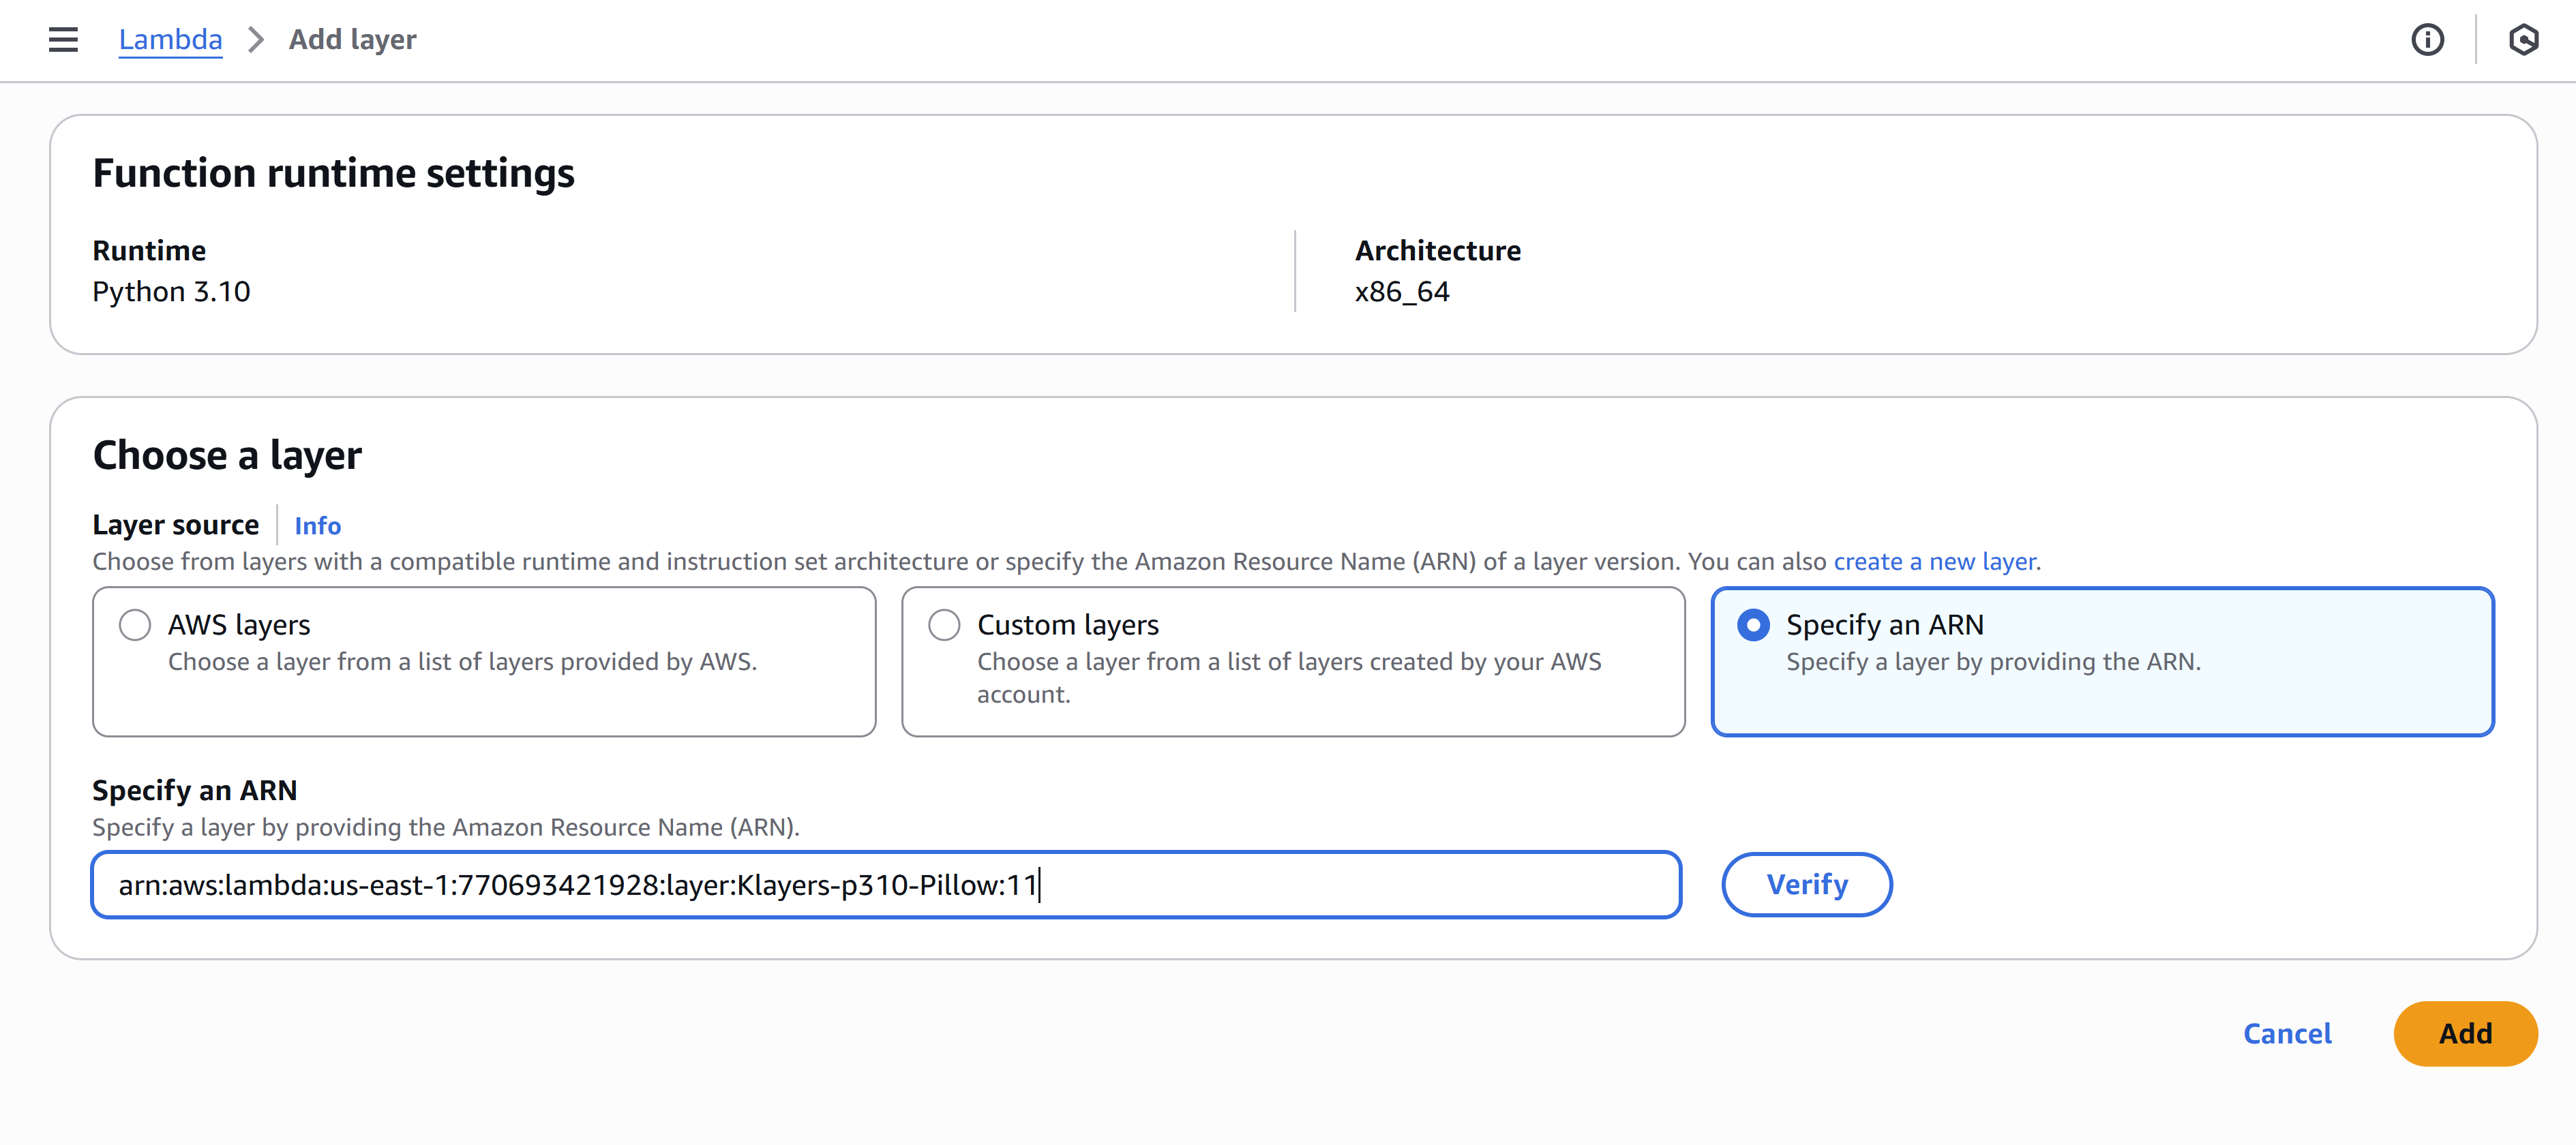 Lambda > Add layer
Function runtime settings
Runtime
Python 3.10
Architecture
x86_64
Choose a layer
Layer source Info
Choose from layers with a compatible runtime and instruction set architecture or specify the Amazon Resource Name (ARN) of a layer version. You can also create a new layer.
AWS layers
Choose a layer from a list of layers provided by AWS.
Custom layers
Choose a layer from a list of layers created by your AWS
account.
Specify an ARN
Specify a layer by providing the ARN.
Specify an ARN
Specify a layer by providing the Amazon Resource Name (ARN).
arn:aws:lambda:us-east-1:770693421928:layer:Klayers-p310-Pillow:11
Verify
Cancel
Add